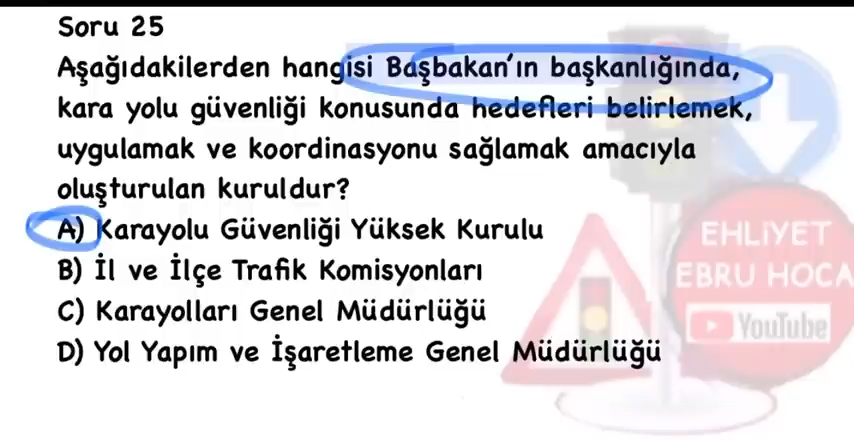 Soru 25
Aşağıdakilerden hangisi Başbakan'ın başkanlığında,
kara yolu güvenliği konusunda hedefleri belirlemek,
uygulamak ve koordinasyonu sağlamak amacıyla
oluşturulan kuruldur?
A) Karayolu Güvenliği Yüksek Kurulu
B) İl ve İlçe Trafik Komisyonları
C) Karayolları Genel Müdürlüğü
D) Yol Yapım ve İşaretleme Genel Müdürlüğü
EHLİYET
EBRU HOCA
YouTube